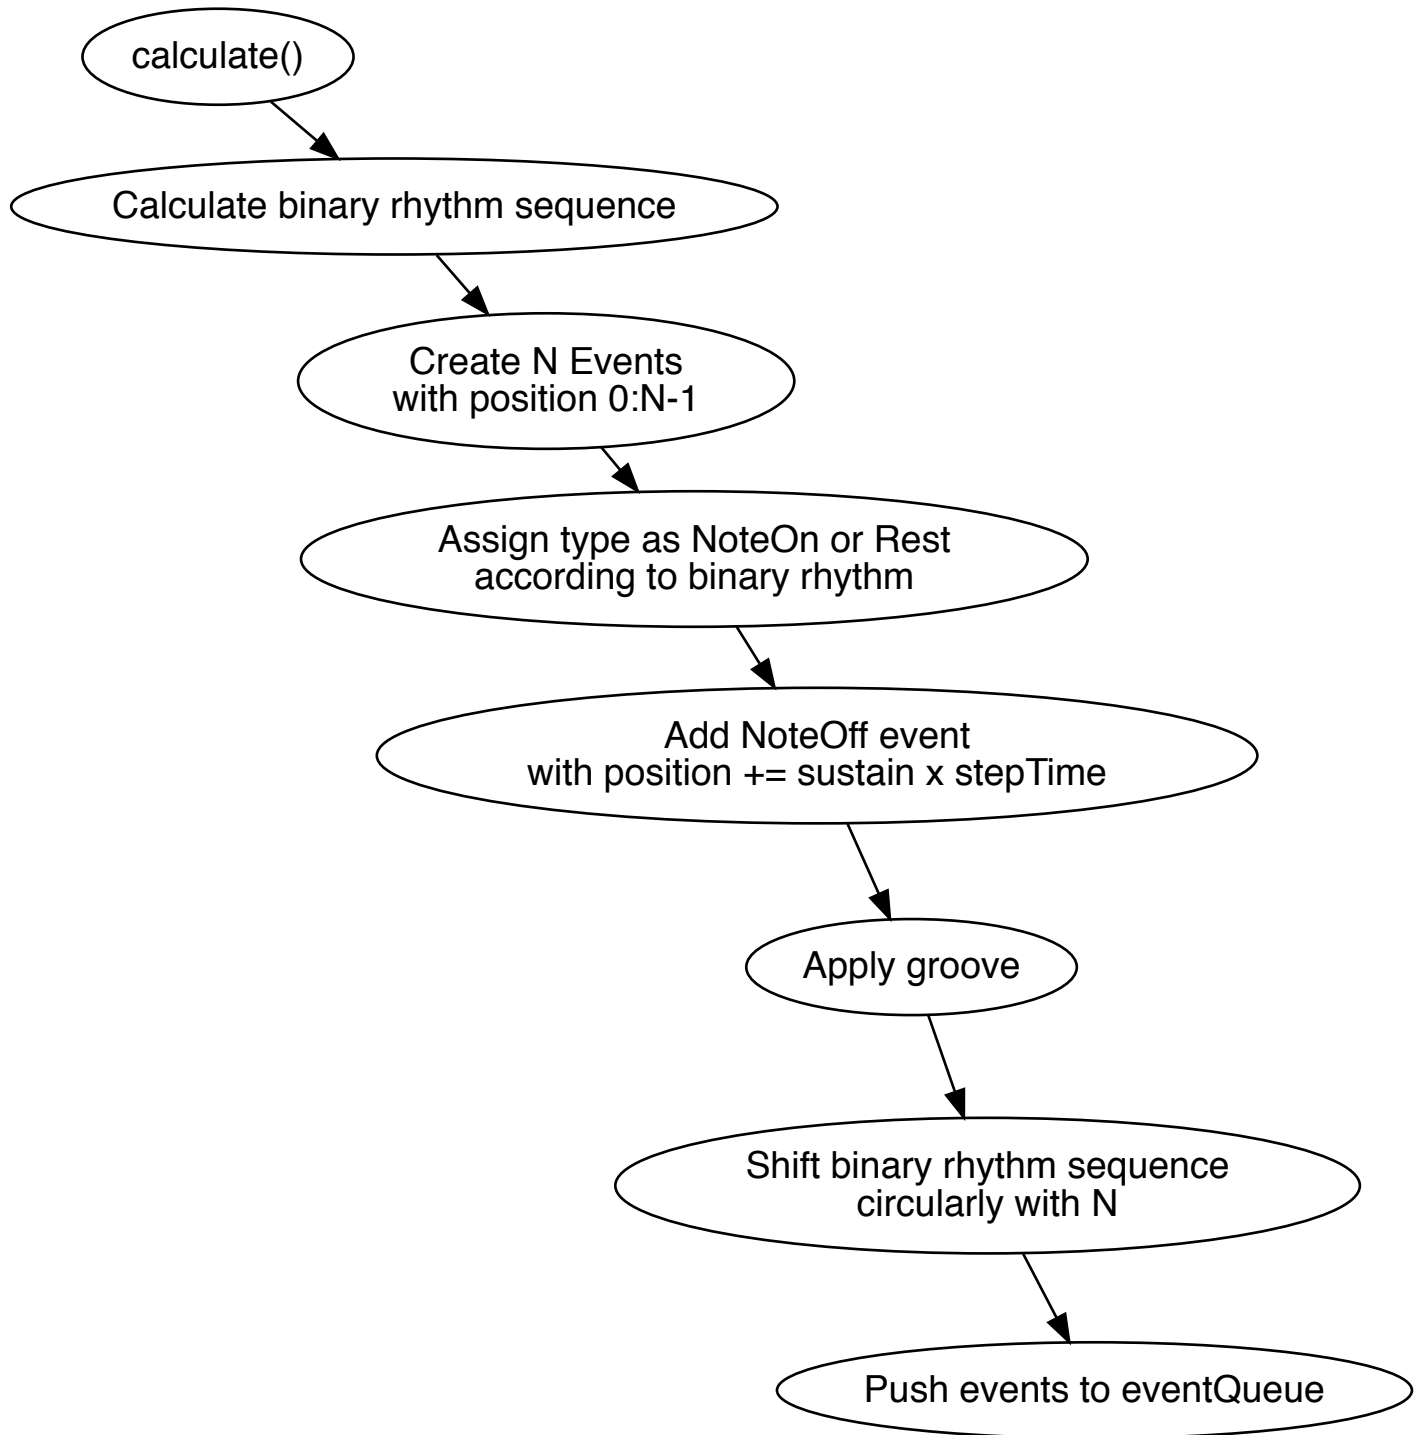 calculate()
Calculate binary rhythm sequence
Create N Events
with position 0:N-1
Assign type as NoteOn or Rest
according to binary rhythm
Add NoteOff event
with position += sustain x stepTime
Apply groove
Shift binary rhythm sequence
circularly with N
Push events to eventQueue